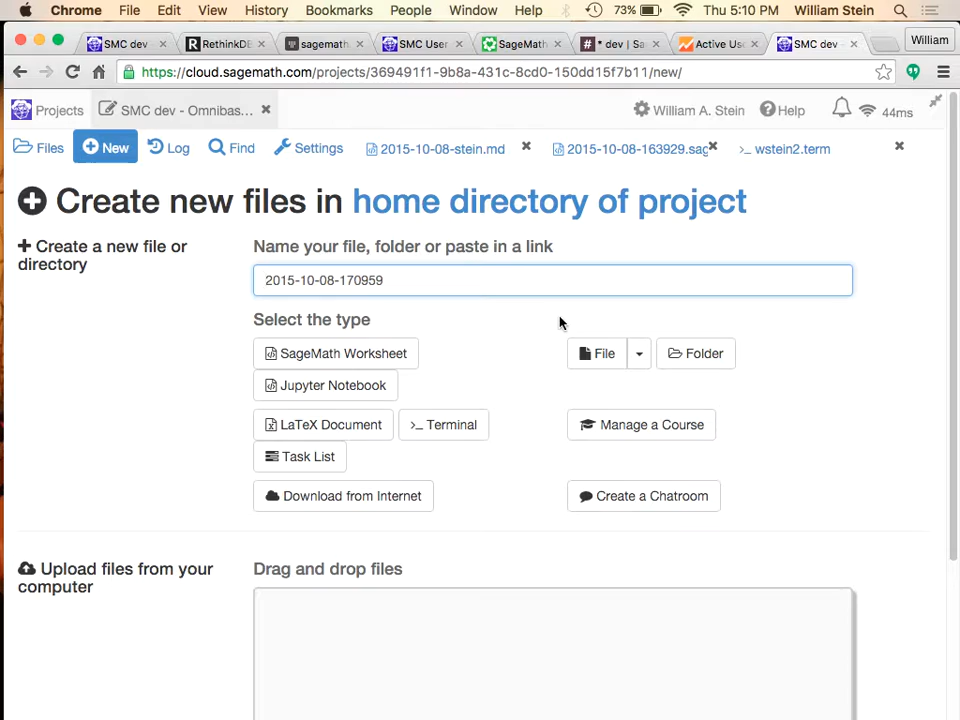 Chrome File Edit View History Bookmarks People Window Help 73% Thu 5:10 PM William Stein
SMC dev RethinkDB sagemath. SMC User SageMath * dev | Sa Active Use SMC dev - William
https://cloud.sagemath.com/projects/369491f1-9b8a-431c-8cd0-150dd15f7b11/new/
Projects SMC dev - Omnibas... William A. Stein Help 44ms
Files New Log Find Settings 2015-10-08-stein.md 2015-10-08-163929.sag >_ wstein2.term
Create new files in home directory of project
Create a new file or directory
Name your file, folder or paste in a link
2015-10-08-170959
Select the type
SageMath Worksheet File Folder
Jupyter Notebook
LaTeX Document >_ Terminal Manage a Course
Task List
Download from Internet Create a Chatroom
Upload files from your computer
Drag and drop files